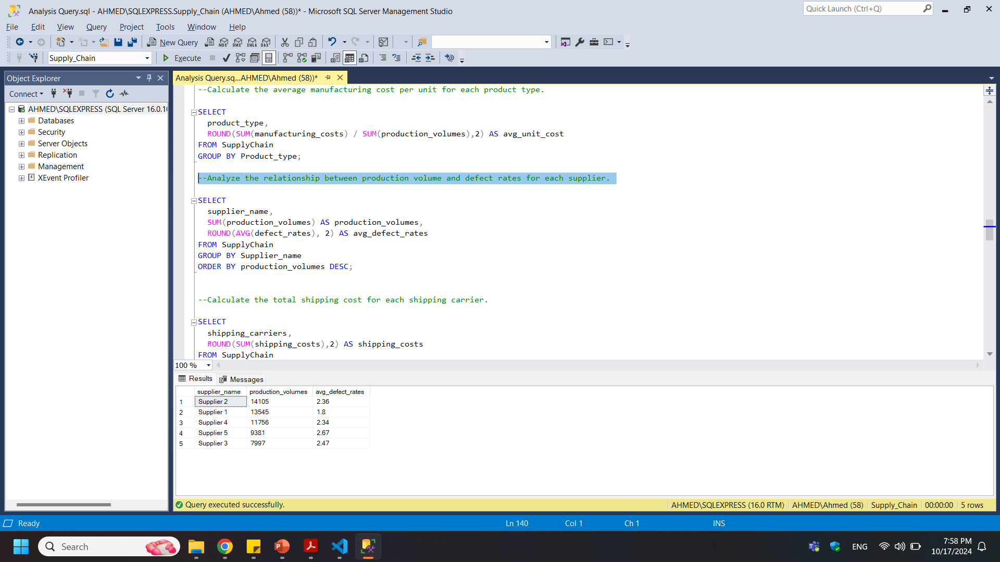 Analysis Query.sql - AHMED\SQLEXPRESS.Supply_Chain (AHMED\Ahmed (58))* - Microsoft SQL Server Management Studio
Quick Launch (Ctrl+Q)
File Edit View Query Project Tools Window Help
New Query MDX DMX XMLA DAX
Supply_Chain Execute
Object Explorer
Connect
AHMED\SQLEXPRESS (SQL Server 16.0.10
Databases
Security
Server Objects
Replication
Management
XEvent Profiler
Analysis Query.sq...AHMED\Ahmed (58))*
--Calculate the average manufacturing cost per unit for each product type.
SELECT
product_type,
ROUND(SUM(manufacturing_costs) / SUM(production_volumes),2) AS avg_unit_cost
FROM SupplyChain
GROUP BY Product_type;
--Analyze the relationship between production volume and defect rates for each supplier.
SELECT
supplier_name,
SUM(production_volumes) AS production_volumes,
ROUND(AVG(defect_rates), 2) AS avg_defect_rates
FROM SupplyChain
GROUP BY Supplier_name
ORDER BY production_volumes DESC;
--Calculate the total shipping cost for each shipping carrier.
SELECT
shipping_carriers,
ROUND(SUM(shipping_costs),2) AS shipping_costs
FROM SupplyChain
100 %
Results Messages
supplier_name production_volumes avg_defect_rates
1 Supplier 2 14105 2.36
2 Supplier 1 13545 1.8
3 Supplier 4 11756 2.34
4 Supplier 5 9381 2.67
5 Supplier 3 7997 2.47
Query executed successfully. AHMED\SQLEXPRESS (16.0 RTM) AHMED\Ahmed (58) Supply_Chain 00:00:00 5 rows
Ready Ln 140 Col 1 Ch 1 INS
Search ENG 7:58 PM
10/17/2024